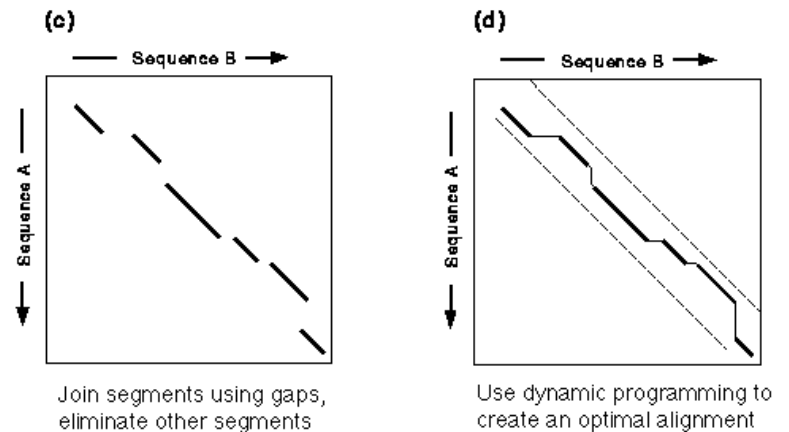 (c)
Sequence B
Sequence A
Join segments using gaps,
eliminate other segments
(d)
Sequence B
Sequence A
Use dynamic programming to
create an optimal alignment